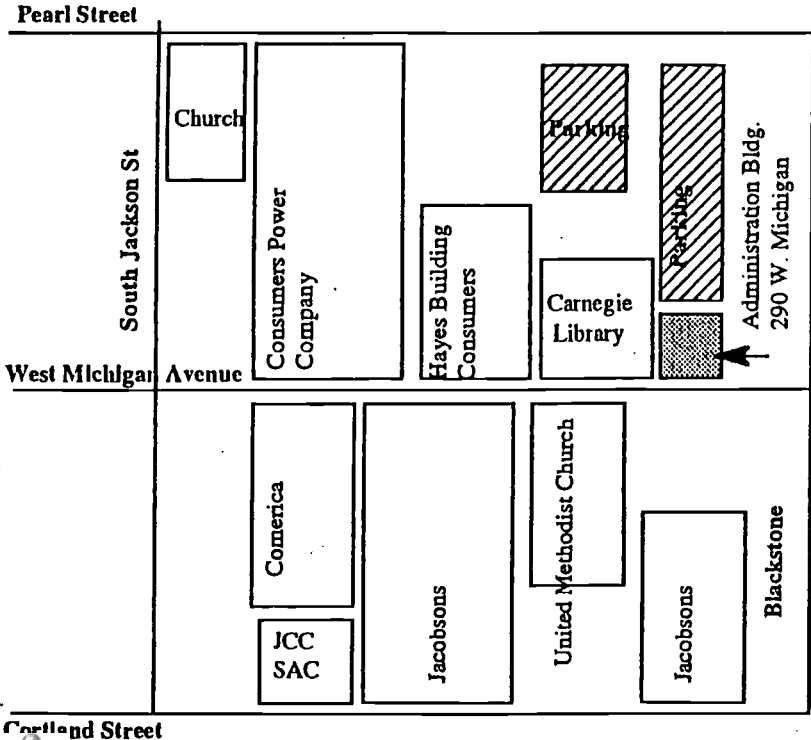 Pearl Street
Church
South Jackson St
Consumers Power
Company
Hayes Building
Consumers
Parking
Carnegie
Library
Parking
Administration Bldg.
290 W. Michigan
West Michigan Avenue
Comerica
JCC
SAC
Jacobsons
United Methodist Church
Jacobsons
Blackstone
Cortland Street